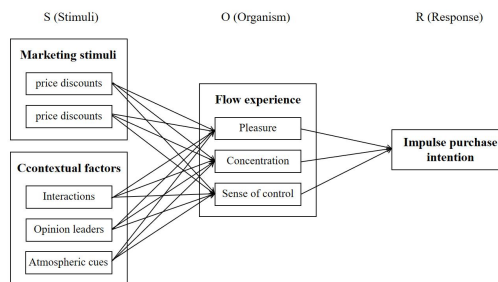 S (Stimuli)
O (Organism)
R (Response)
Marketing stimuli
price discounts
price discounts
Ccontextual factors
Interactions
Opinion leaders
Atmospheric cues
Flow experience
Pleasure
Concentration
Sense of control
Impulse purchase
intention